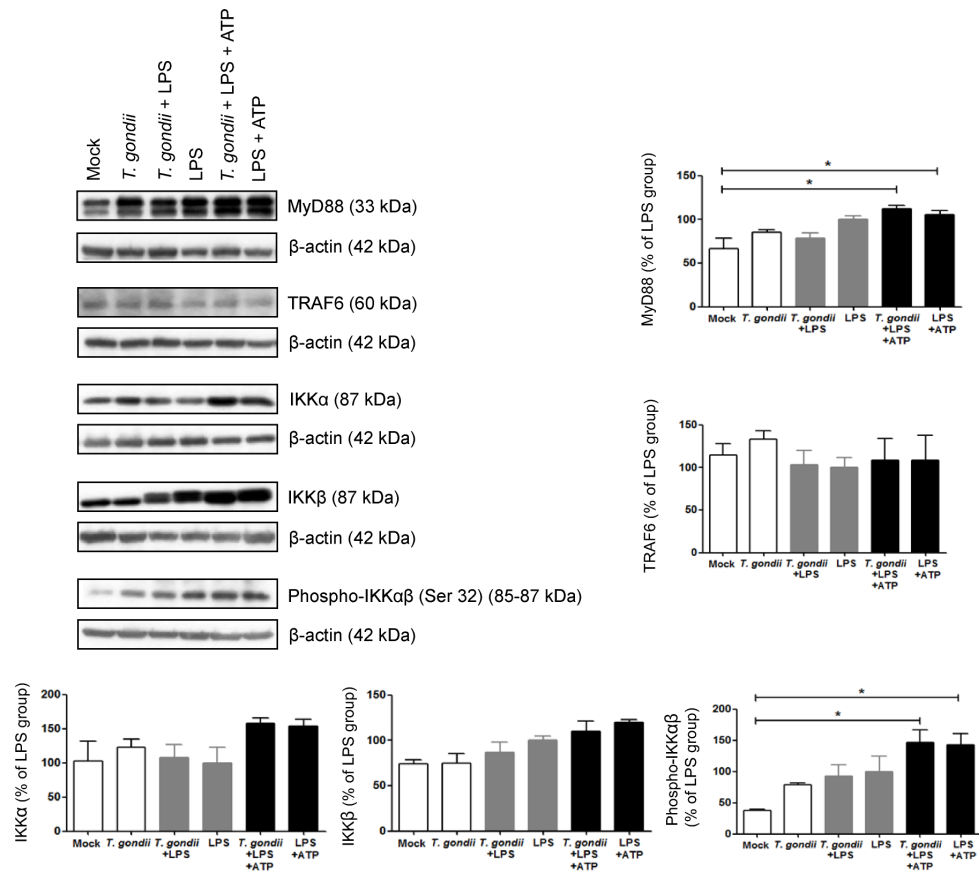 Mock
T. gondii
T. gondii + LPS
LPS
T. gondii + LPS + ATP
LPS + ATP
MyD88 (33 kDa)
β-actin (42 kDa)
TRAF6 (60 kDa)
β-actin (42 kDa)
IKKα (87 kDa)
β-actin (42 kDa)
IKKβ (87 kDa)
β-actin (42 kDa)
Phospho-IKKαβ (Ser 32) (85-87 kDa)
β-actin (42 kDa)
MyD88 (% of LPS group)
150
100
50
0
*
*
Mock
T. gondii
T. gondii
+LPS
LPS
T. gondii
+LPS
+ATP
LPS
+ATP
TRAF6 (% of LPS group)
150
100
50
0
Mock
T. gondii
T. gondii
+LPS
LPS
T. gondii
+LPS
+ATP
LPS
+ATP
IKKα (% of LPS group)
200
150
100
50
0
Mock
T. gondii
T. gondii
+LPS
LPS
T. gondii
+LPS
+ATP
LPS
+ATP
IKKβ (% of LPS group)
150
100
50
0
Mock
T. gondii
T. gondii
+LPS
LPS
T. gondii
+LPS
+ATP
LPS
+ATP
Phospho-IKKαβ
(% of LPS group)
200
150
100
50
0
*
*
Mock
T. gondii
T. gondii
+LPS
LPS
T. gondii
+LPS
+ATP
LPS
+ATP